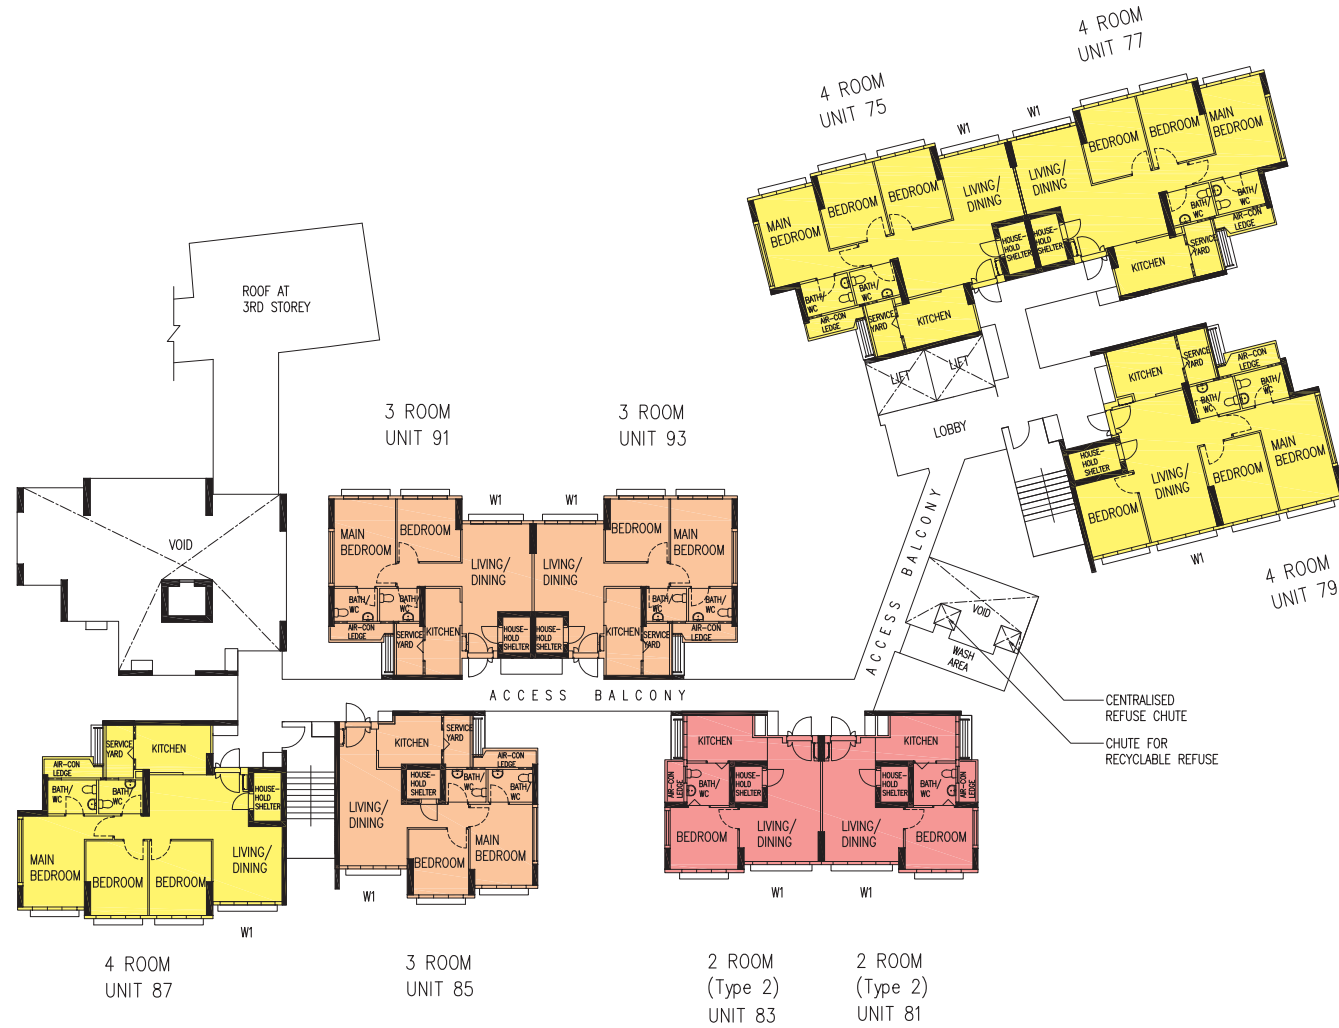 4 ROOM
UNIT 77
4 ROOM
UNIT 75
W1
W1
BEDROOM
BEDROOM
MAIN
BEDROOM
LIVING/
DINING
BATH/
WC
BATH/
WC
AIR-CON
LEDGE
SERVICE
YARD
KITCHEN
HOUSE-
HOLD
SHELTER
HOUSE-
HOLD
SHELTER
LIVING/
DINING
BEDROOM
BEDROOM
MAIN
BEDROOM
BATH/
WC
BATH/
WC
AIR-CON
LEDGE
SERVICE
YARD
KITCHEN
LIFT
LIFT
LOBBY
ROOF AT
3RD STOREY
KITCHEN
SERVICE
YARD
AIR-CON
LEDGE
BATH/
WC
BATH/
WC
HOUSE-
HOLD
SHELTER
LIVING/
DINING
BEDROOM
BEDROOM
MAIN
BEDROOM
W1
4 ROOM
UNIT 79
3 ROOM
UNIT 91
3 ROOM
UNIT 93
W1
W1
MAIN
BEDROOM
BEDROOM
LIVING/
DINING
BATH/
WC
BATH/
WC
AIR-CON
LEDGE
SERVICE
YARD
KITCHEN
HOUSE-
HOLD
SHELTER
HOUSE-
HOLD
SHELTER
LIVING/
DINING
BEDROOM
MAIN
BEDROOM
BATH/
WC
BATH/
WC
AIR-CON
LEDGE
SERVICE
YARD
KITCHEN
VOID
ACCESS BALCONY
ACCESS BALCONY
VOID
WASH
AREA
CENTRALISED
REFUSE CHUTE
CHUTE FOR
RECYCLABLE REFUSE
SERVICE
YARD
KITCHEN
AIR-CON
LEDGE
BATH/
WC
BATH/
WC
HOUSE-
HOLD
SHELTER
MAIN
BEDROOM
BEDROOM
BEDROOM
LIVING/
DINING
W1
4 ROOM
UNIT 87
KITCHEN
SERVICE
YARD
AIR-CON
LEDGE
HOUSE-
HOLD
SHELTER
BATH/
WC
BATH/
WC
LIVING/
DINING
BEDROOM
MAIN
BEDROOM
W1
3 ROOM
UNIT 85
KITCHEN
AIR-CON
LEDGE
BATH/
WC
HOUSE-
HOLD
SHELTER
BEDROOM
LIVING/
DINING
W1
2 ROOM
(Type 2)
UNIT 83
KITCHEN
HOUSE-
HOLD
SHELTER
BATH/
WC
AIR-CON
LEDGE
LIVING/
DINING
BEDROOM
W1
2 ROOM
(Type 2)
UNIT 81